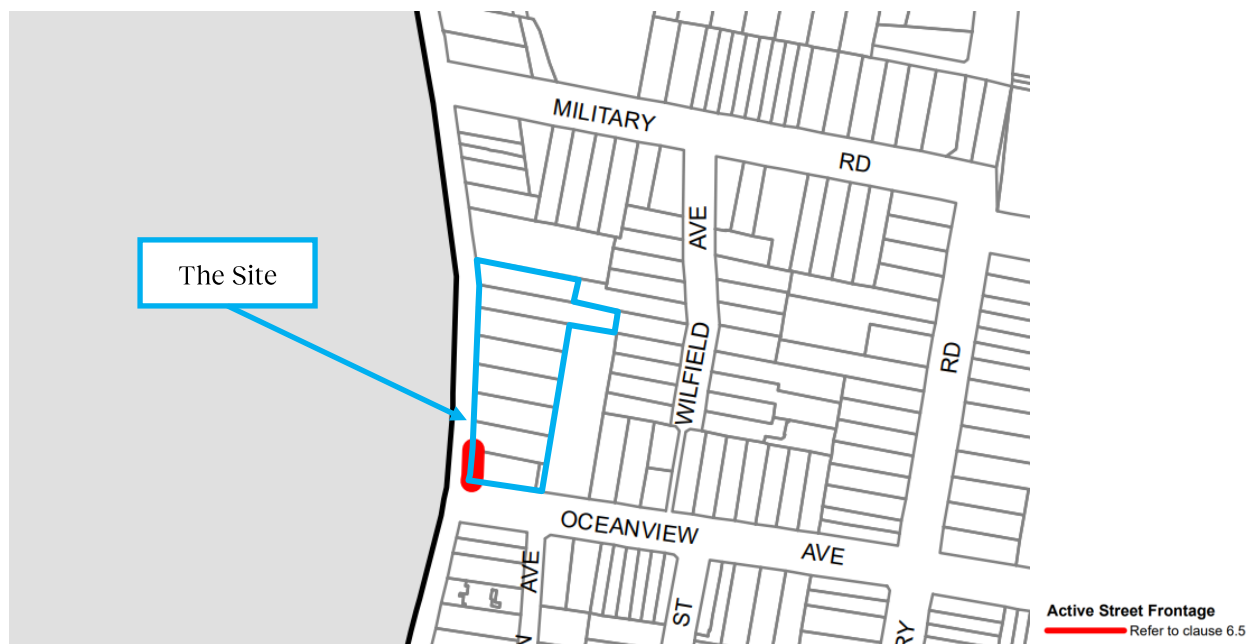 MILITARY
RD
AVE
The Site
WILFIELD
RD
OCEANVIEW
AVE
AVE
ST
Active Street Frontage
Refer to clause 6.5